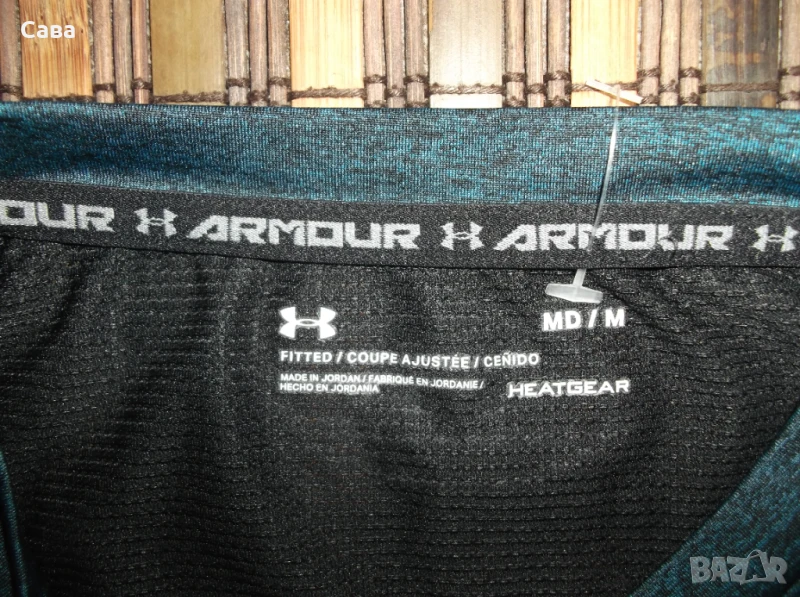 Сава
OUR ARMOUR ARMOUR
MD / M
FITTED / COUPE AJUSTÉE / CEÑIDO
MADE IN JORDAN / FABRIQUÉ EN JORDANIE /
HECHO EN JORDANIA
HEATGEAR
BAZAR